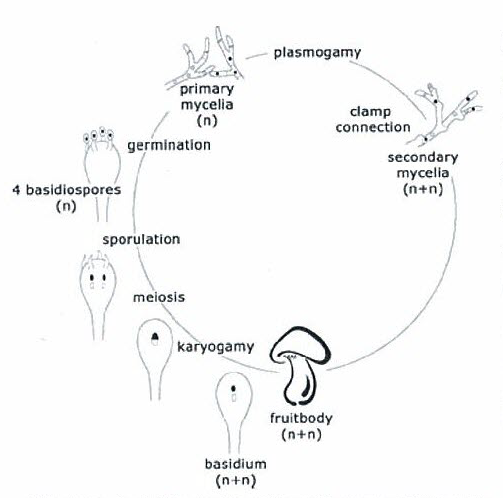 plasmogamy
primary
mycelia
(n)
clamp
connection
secondary
mycelia
(n+n)
germination
4 basidiospores
(n)
sporulation
meiosis
karyogamy
fruitbody
(n+n)
basidium
(n+n)